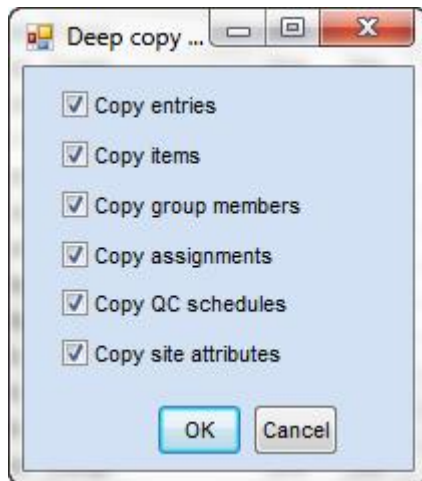 Deep copy ...
Copy entries
Copy items
Copy group members
Copy assignments
Copy QC schedules
Copy site attributes
OK Cancel